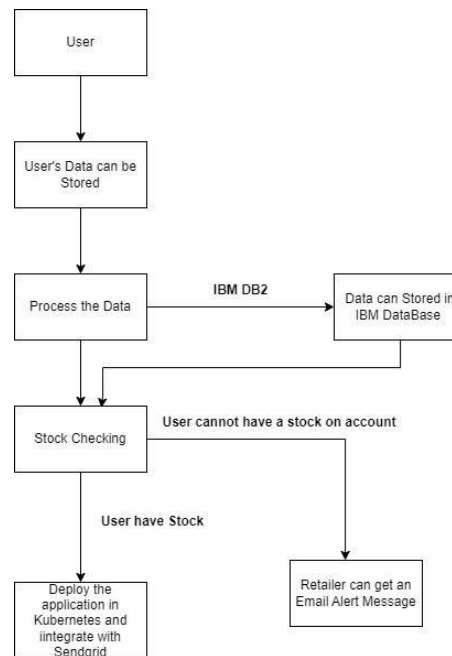 User
User's Data can be
Stored
IBM DB2
Process the Data
Data can Stored in
IBM DataBase
User cannot have a stock on account
Stock Checking
User have Stock
Deploy the
application in
Kubernetes and
iintegrate with
Sendgrid
Retailer can get an
Email Alert Message